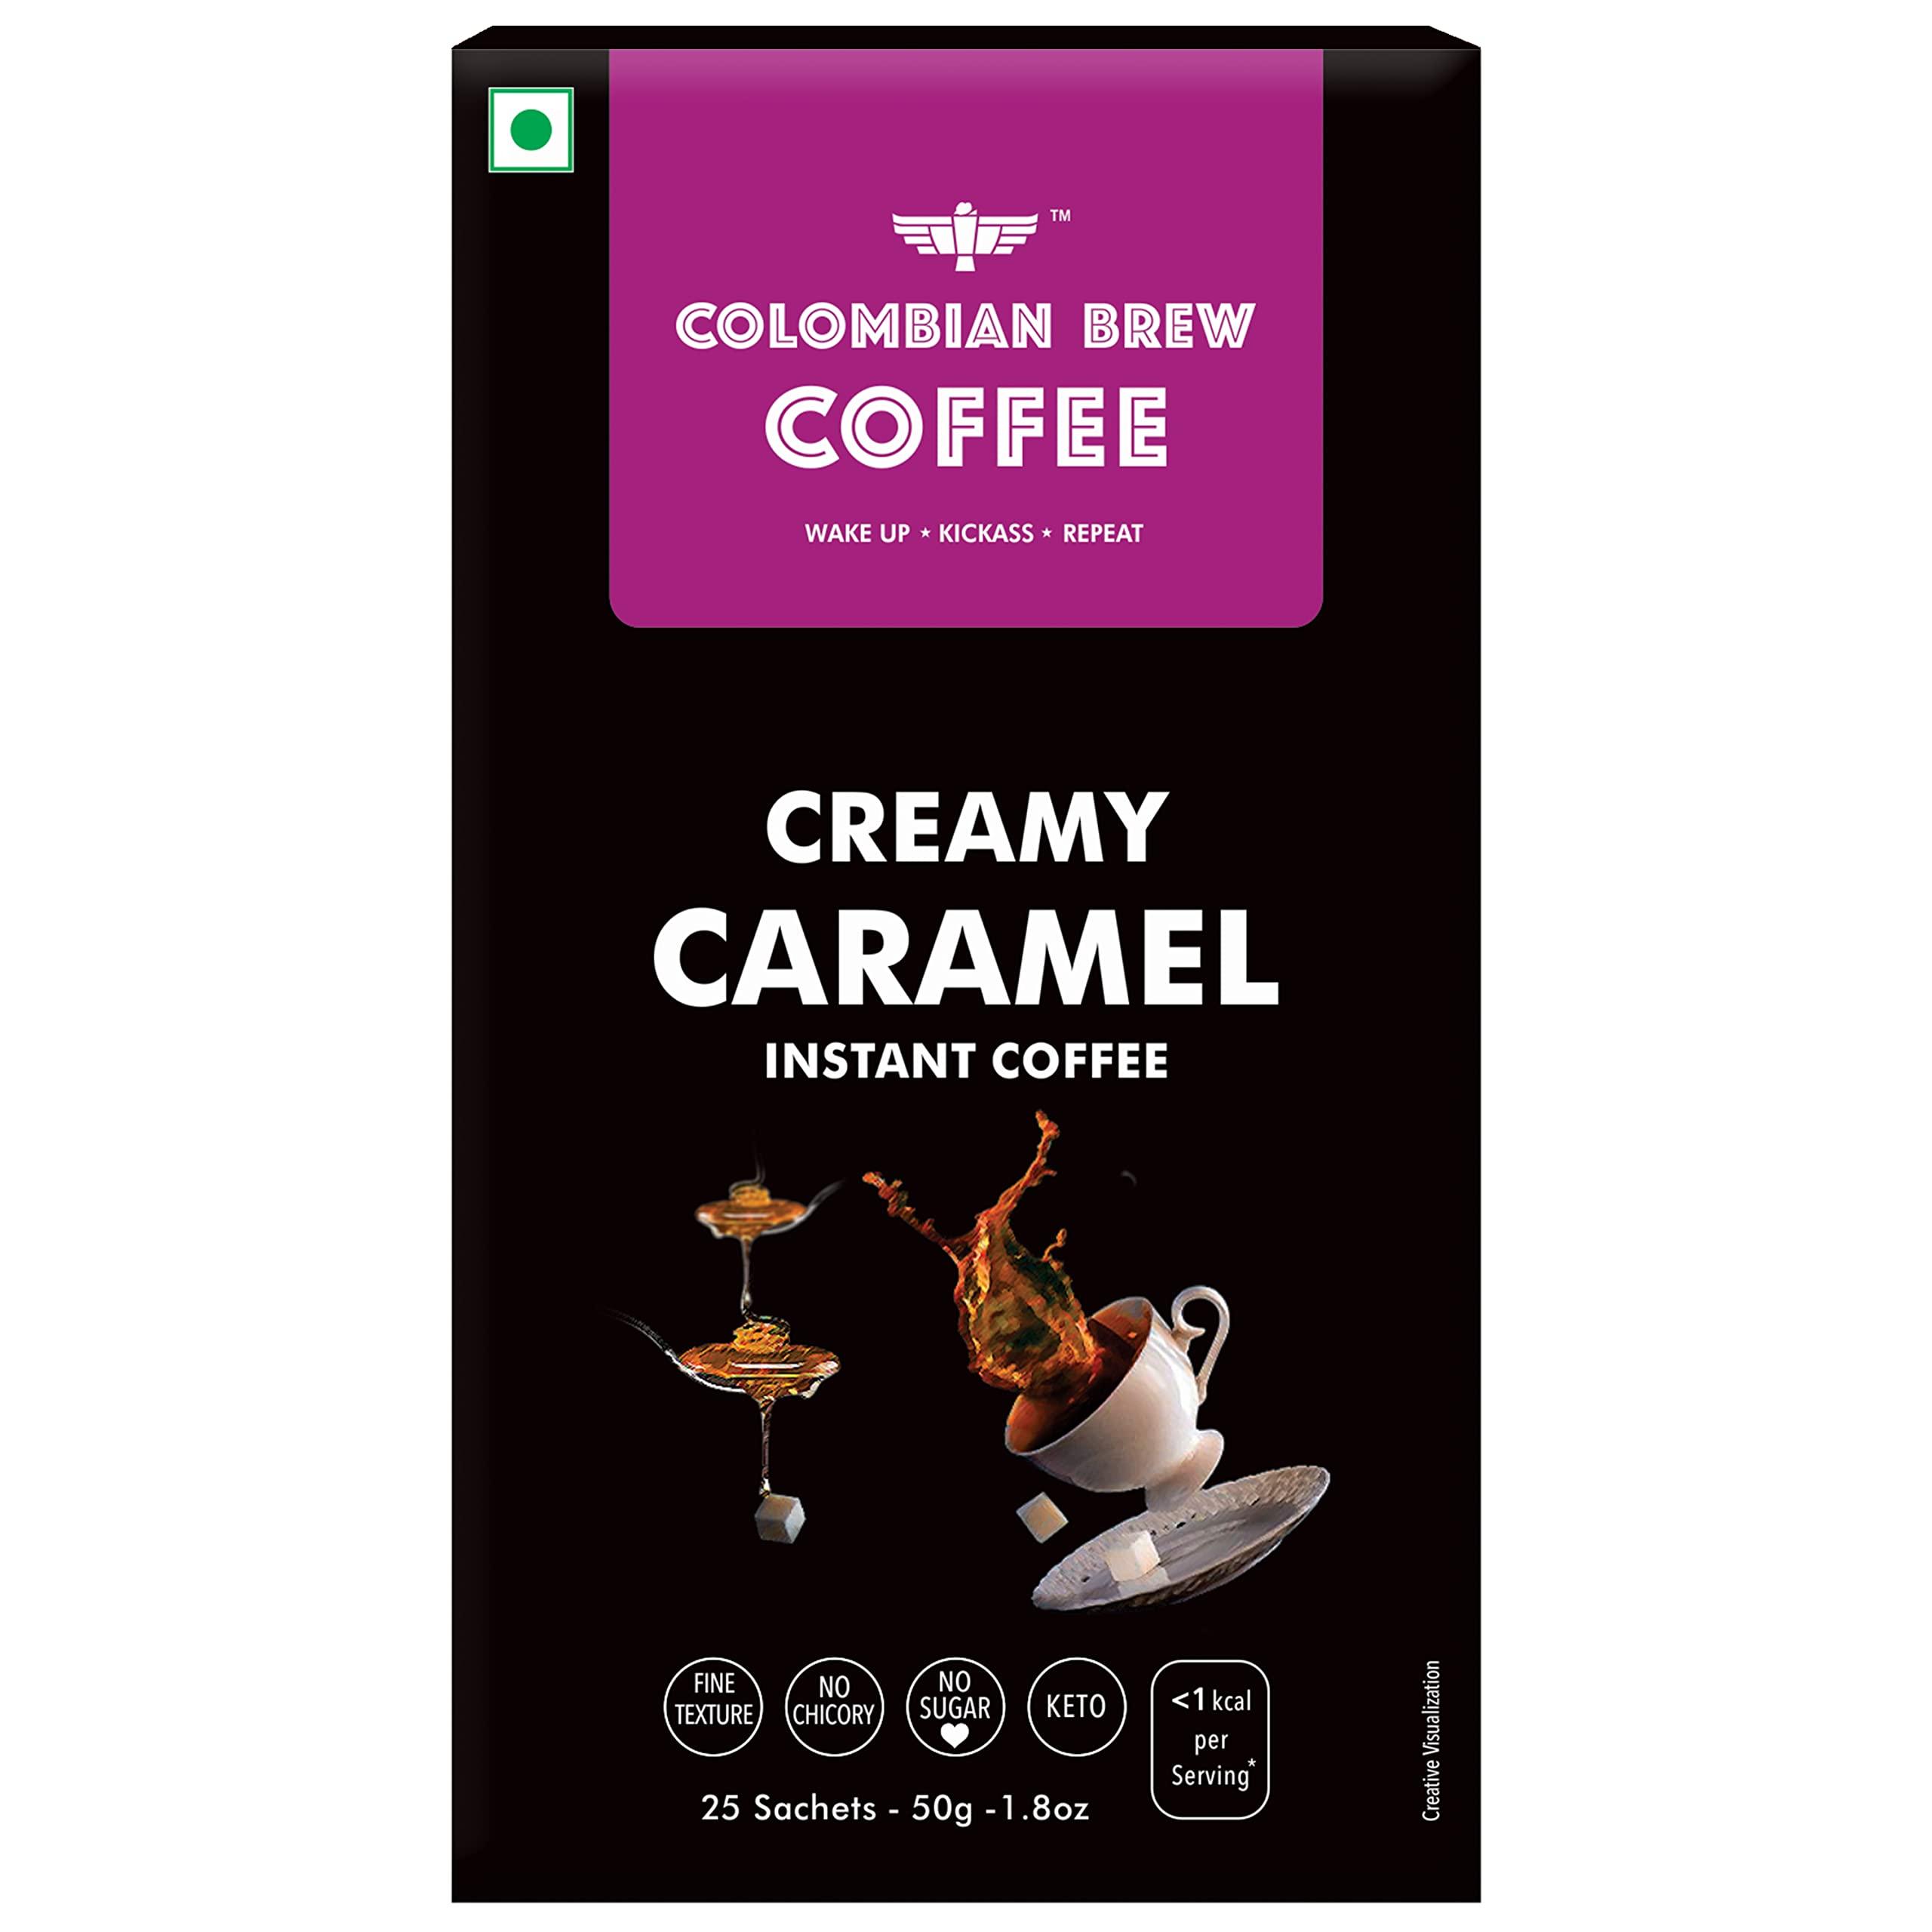 TM
COLOMBIAN BREW
COFFEE
WAKE UP ★ KICKASS ★ REPEAT
CREAMY
CARAMEL
INSTANT COFFEE
FINE
TEXTURE
NO
CHICORY
NO
SUGAR
KETO
<1 kcal
per
Serving*
25 Sachets - 50g -1.8oz
Creative Visualization